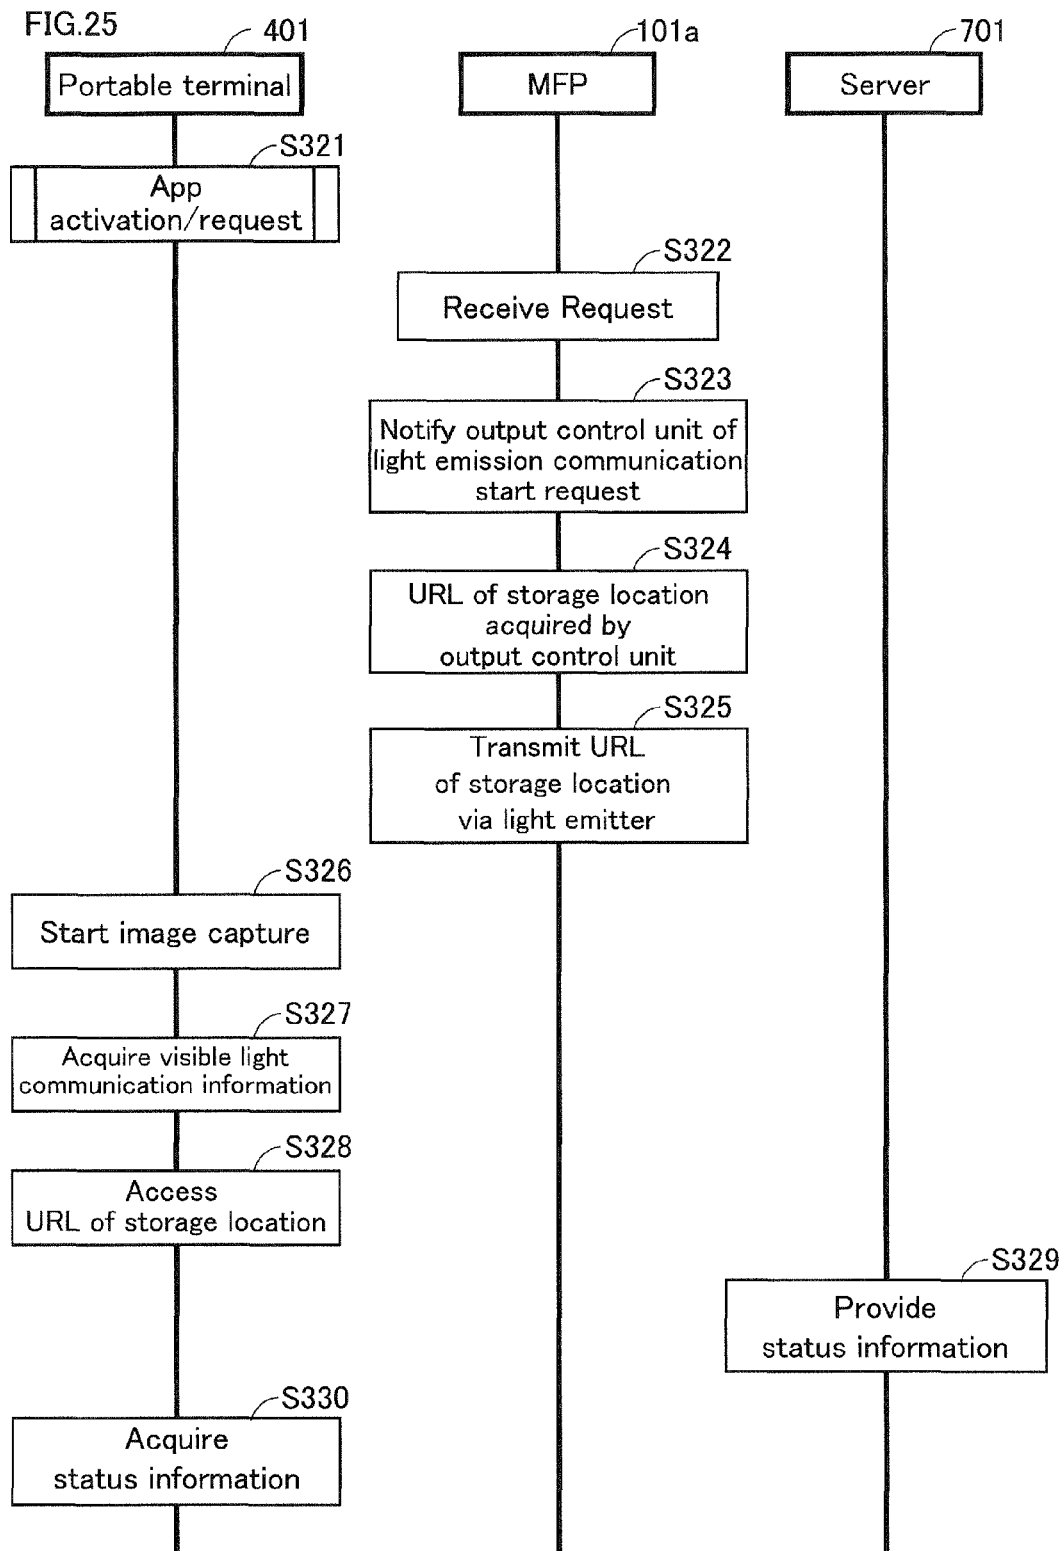 FIG.25
401
101a
701
Portable terminal
MFP
Server
S321
App
activation/request
S322
Receive Request
S323
Notify output control unit of
light emission communication
start request
S324
URL of storage location
acquired by
output control unit
S325
Transmit URL
of storage location
via light emitter
S326
Start image capture
S327
Acquire visible light
communication information
S328
Access
URL of storage location
S329
Provide
status information
S330
Acquire
status information